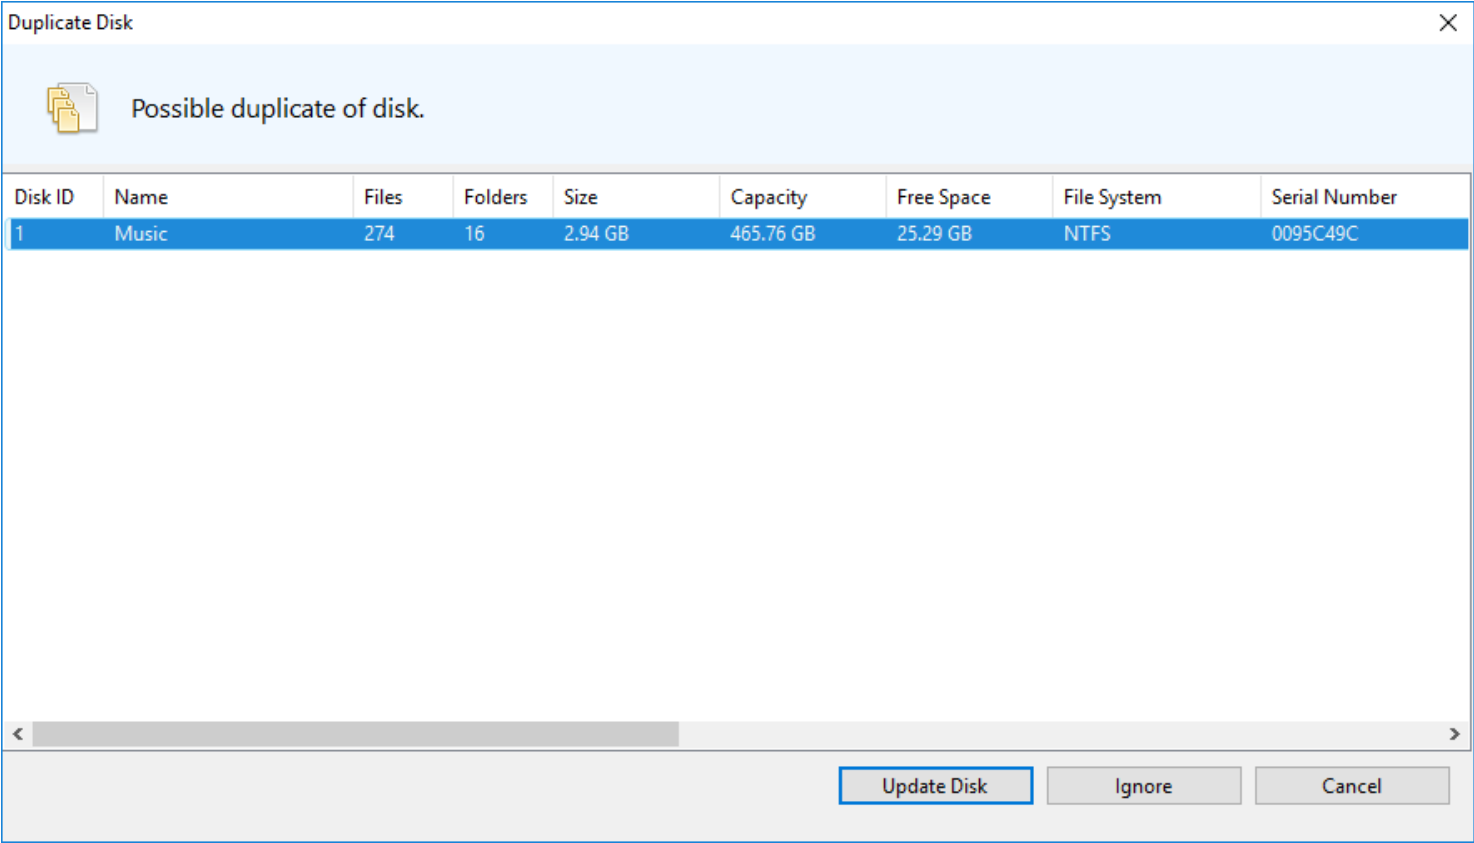 Duplicate Disk
Possible duplicate of disk.
Disk ID Name Files Folders Size Capacity Free Space File System Serial Number
1 Music 274 16 2.94 GB 465.76 GB 25.29 GB NTFS 0095C49C
Update Disk Ignore Cancel